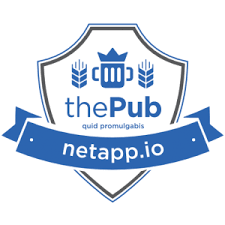 thePub
quid promulgabis
netapp.io